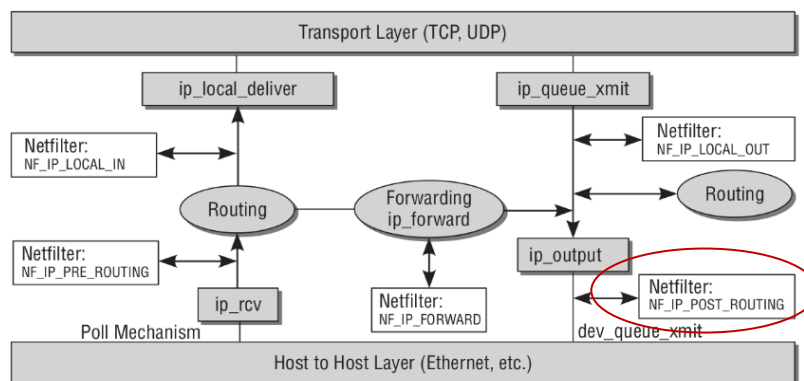 Transport Layer (TCP, UDP)
ip_local_deliver
ip_queue_xmit
Netfilter:
NF_IP_LOCAL_IN
Netfilter:
NF_IP_LOCAL_OUT
Routing
Forwarding
ip_forward
Routing
Netfilter:
NF_IP_PRE_ROUTING
ip_output
ip_rcv
Netfilter:
NF_IP_FORWARD
Netfilter:
NF_IP_POST_ROUTING
Poll Mechanism
dev_queue_xmit
Host to Host Layer (Ethernet, etc.)